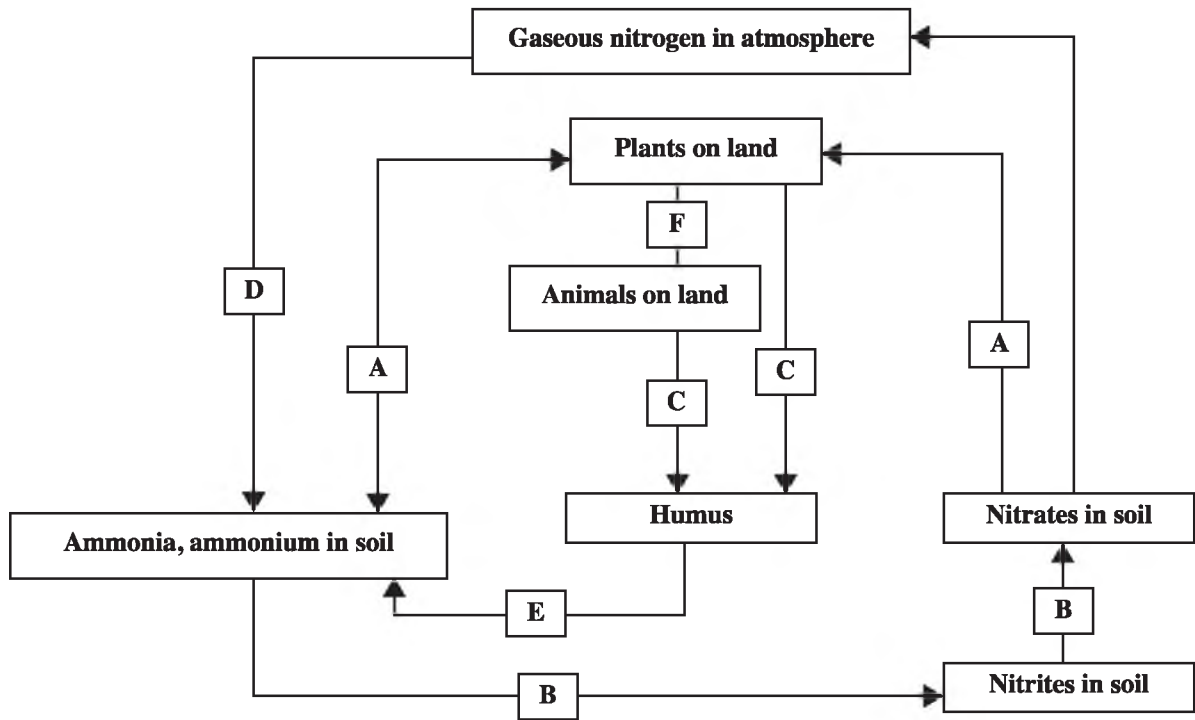 Gaseous nitrogen in atmosphere
Plants on land
F
D
Animals on land
A
A
C
C
Humus
Nitrates in soil
Ammonia, ammonium in soil
E
B
Nitrites in soil
B